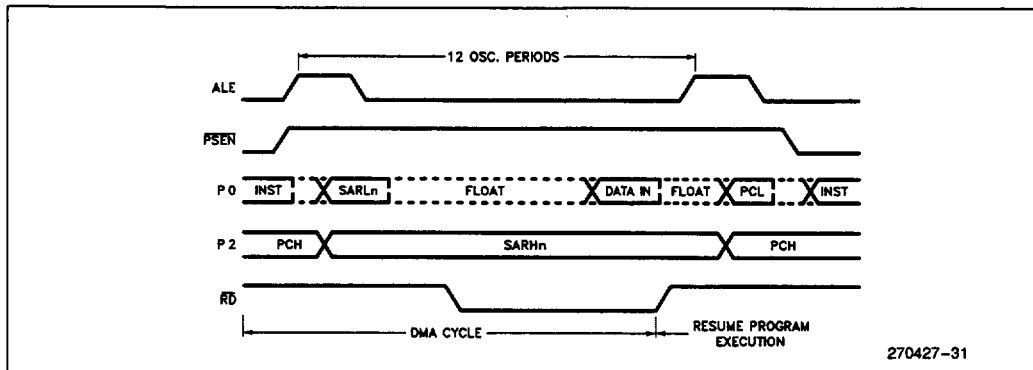 12 OSC. PERIODS
ALE
PSEN
P0 INST SARLn FLOAT DATA IN FLOAT PCL INST
P2 PCH SARHn PCH
RD
DMA CYCLE RESUME PROGRAM
EXECUTION
270427-31